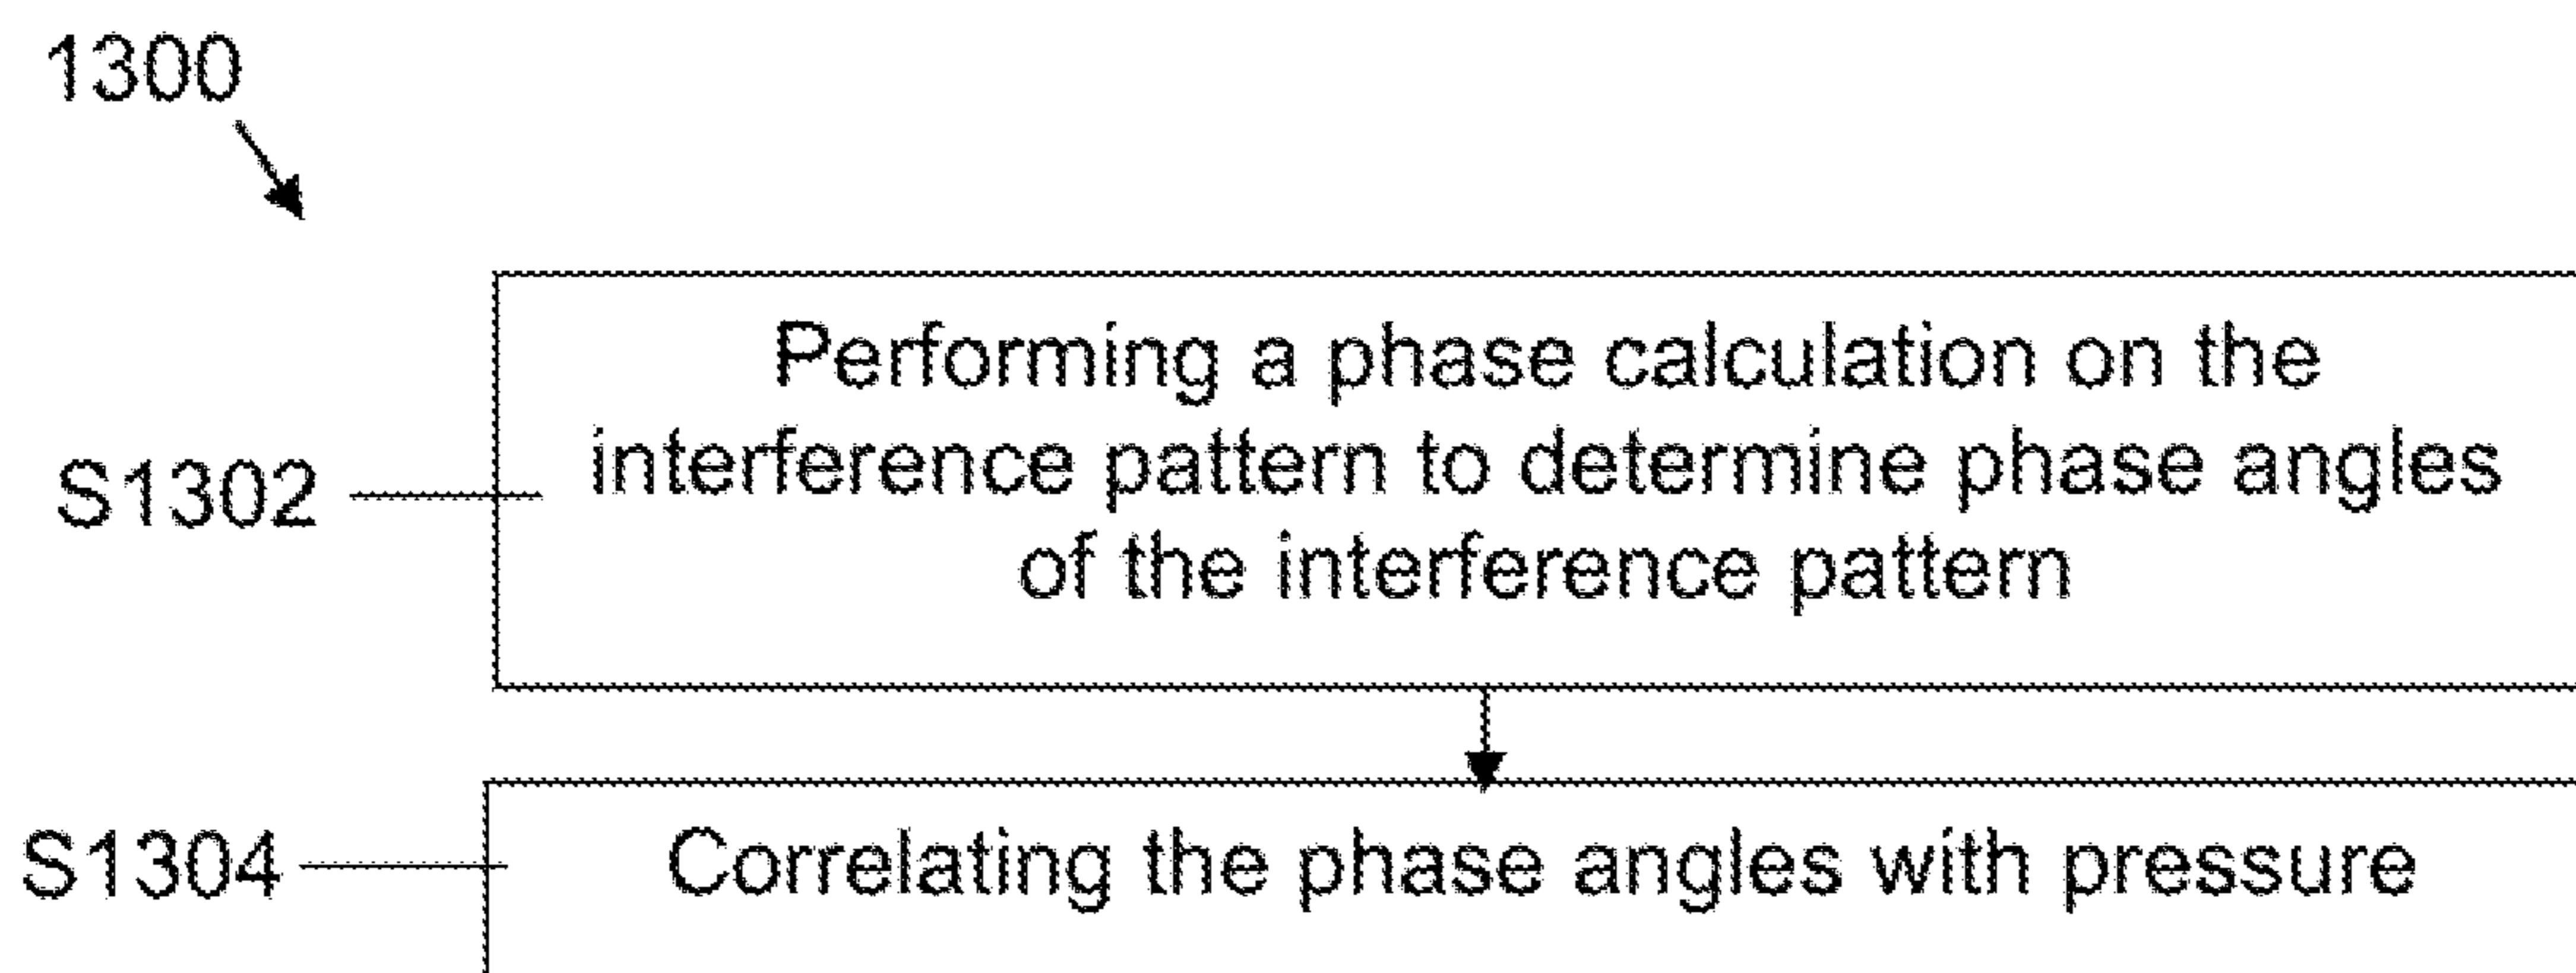 1300
Performing a phase calculation on the
interference pattern to determine phase angles
of the interference pattern
S1302
Correlating the phase angles with pressure
S1304